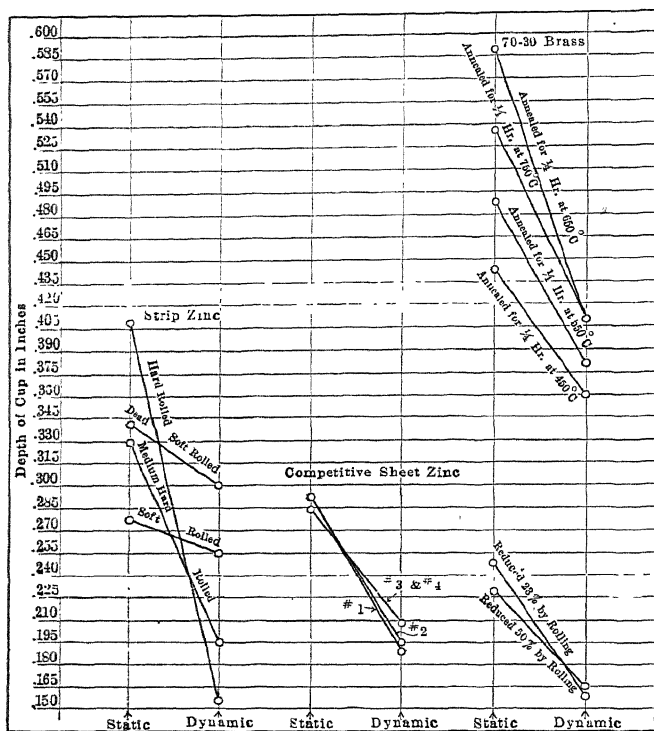 Depth of Cup in Inches
.600
.585
.570
.555
.540
.525
.510
.495
.480
.465
.450
.435
.420
.405
.390
.375
.360
.345
.330
.315
.300
.285
.270
.255
.240
.225
.210
.195
.180
.165
.150
Strip Zinc
Hard Rolled
Dead Soft Rolled
Medium Hard Rolled
Soft Rolled
Competitive Sheet Zinc
#3 & #4
#1
#2
70-30 Brass
Annealed for ¼ Hr. at 750°C
Annealed for ¼ Hr. at 650°C
Annealed for ¼ Hr. at 550°C
Annealed for ¼ Hr. at 450°C
Reduced 23% by Rolling
Reduced 50% by Rolling
Static Dynamic Static Dynamic Static Dynamic